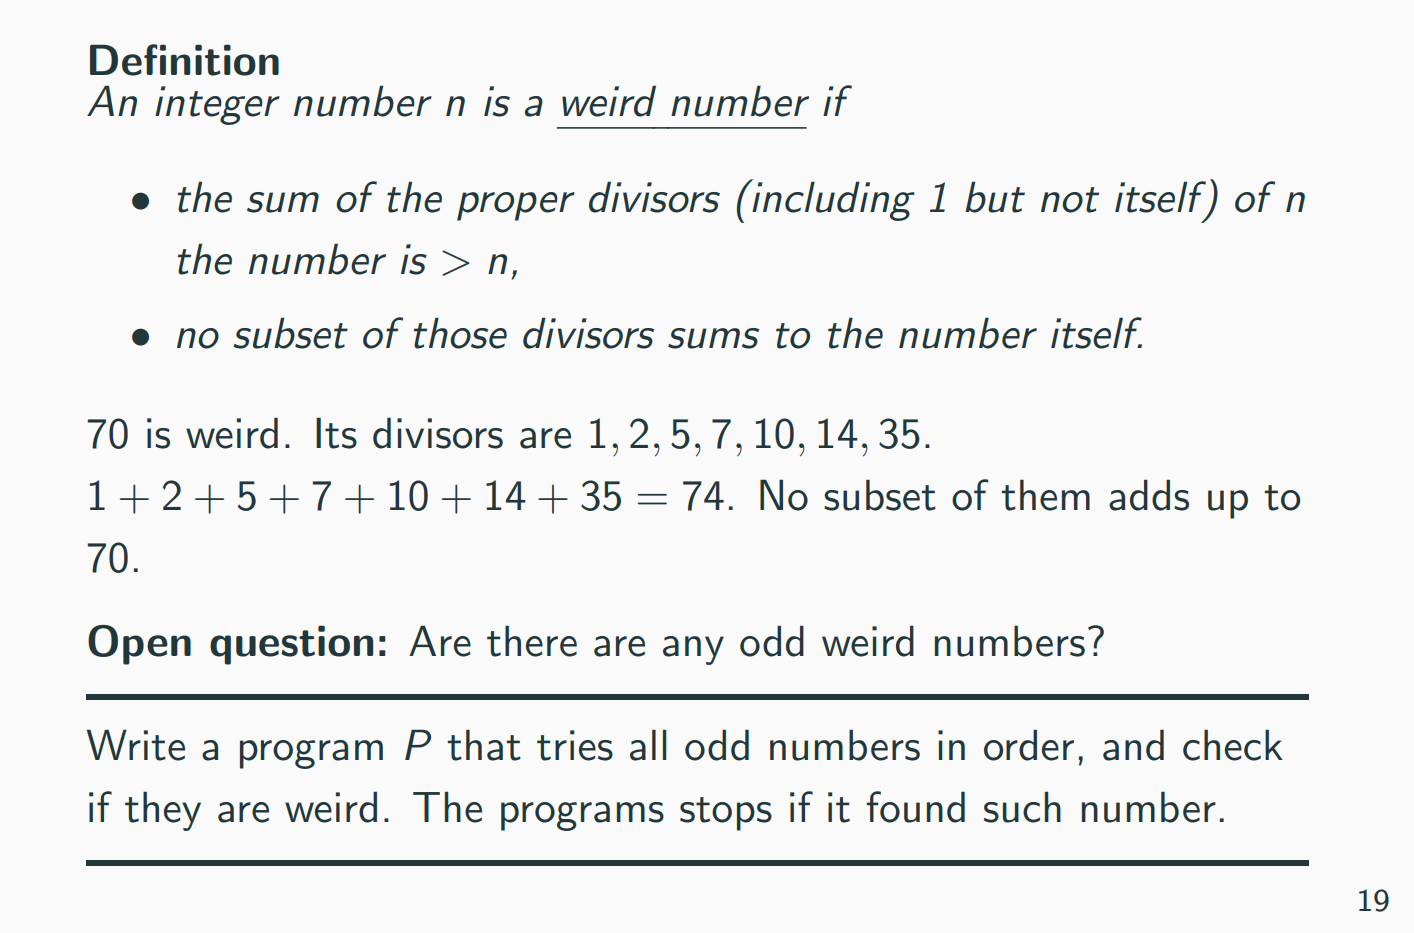 Definition
An integer number n is a weird number if
• the sum of the proper divisors (including 1 but not itself) of n
the number is > n,
• no subset of those divisors sums to the number itself.
70 is weird. Its divisors are 1, 2, 5, 7, 10, 14, 35.
1 + 2 + 5 + 7 + 10 + 14 + 35 = 74. No subset of them adds up to
70.
Open question: Are there are any odd weird numbers?
Write a program P that tries all odd numbers in order, and check
if they are weird. The programs stops if it found such number.
19